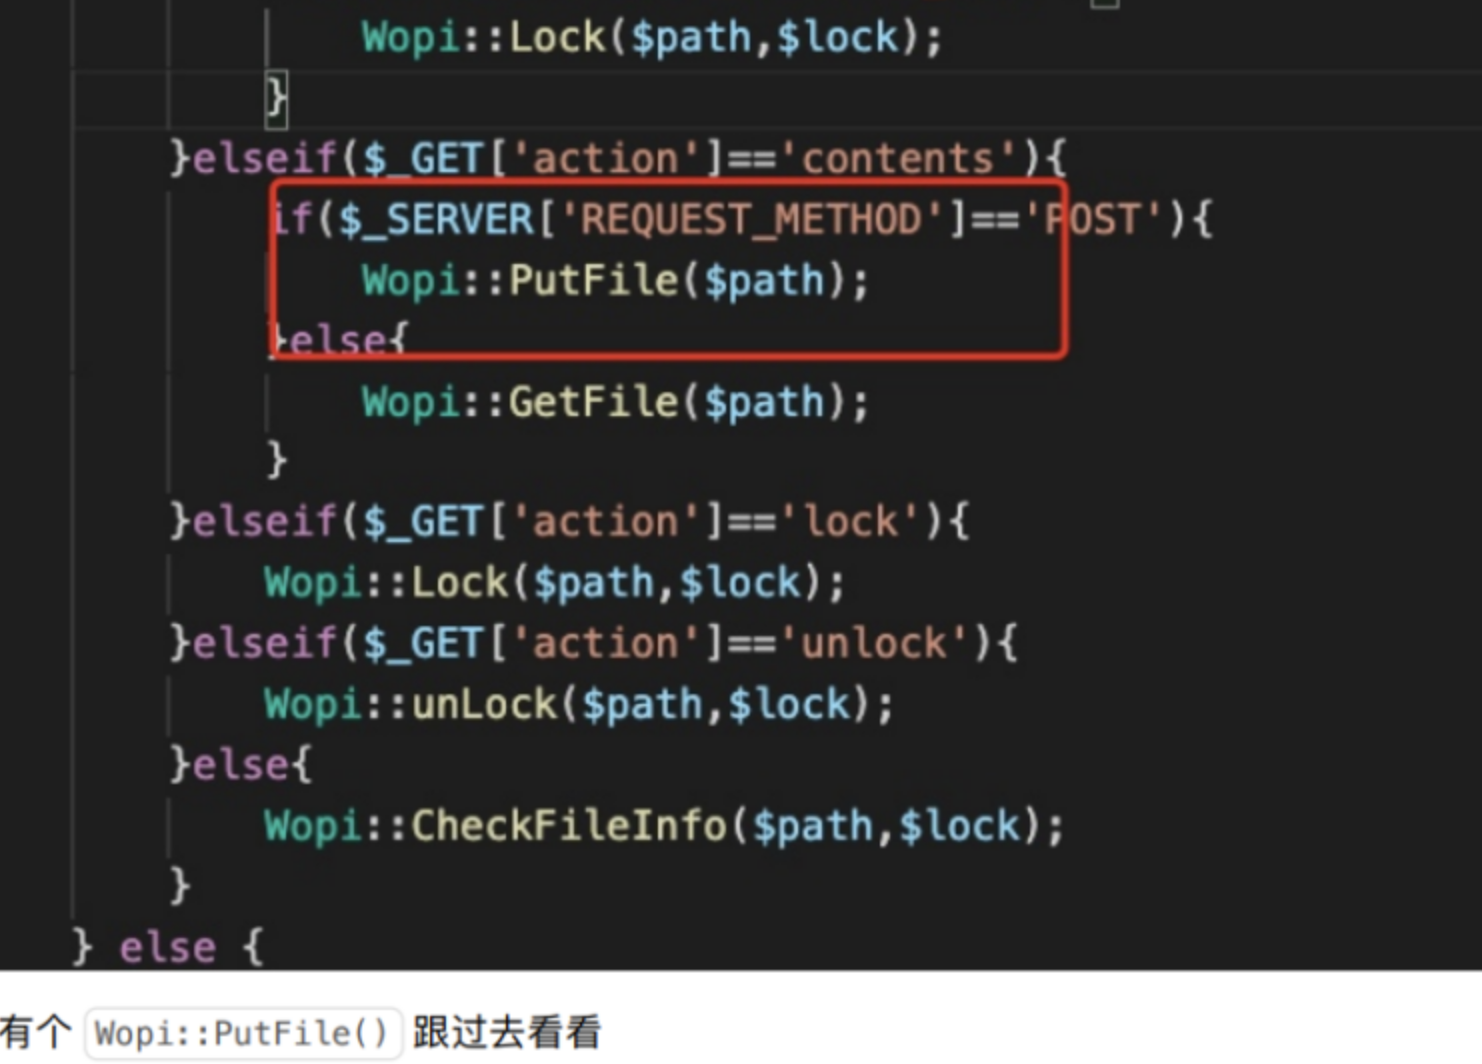 Wopi::Lock($path,$lock);
}
}elseif($_GET['action']=='contents'){
if($_SERVER['REQUEST_METHOD']=='POST'){
Wopi::PutFile($path);
}else{
Wopi::GetFile($path);
}
}elseif($_GET['action']=='lock'){
Wopi::Lock($path,$lock);
}elseif($_GET['action']=='unlock'){
Wopi::unLock($path,$lock);
}else{
Wopi::CheckFileInfo($path,$lock);
}
} else {
有个 Wopi::PutFile() 跟过去看看